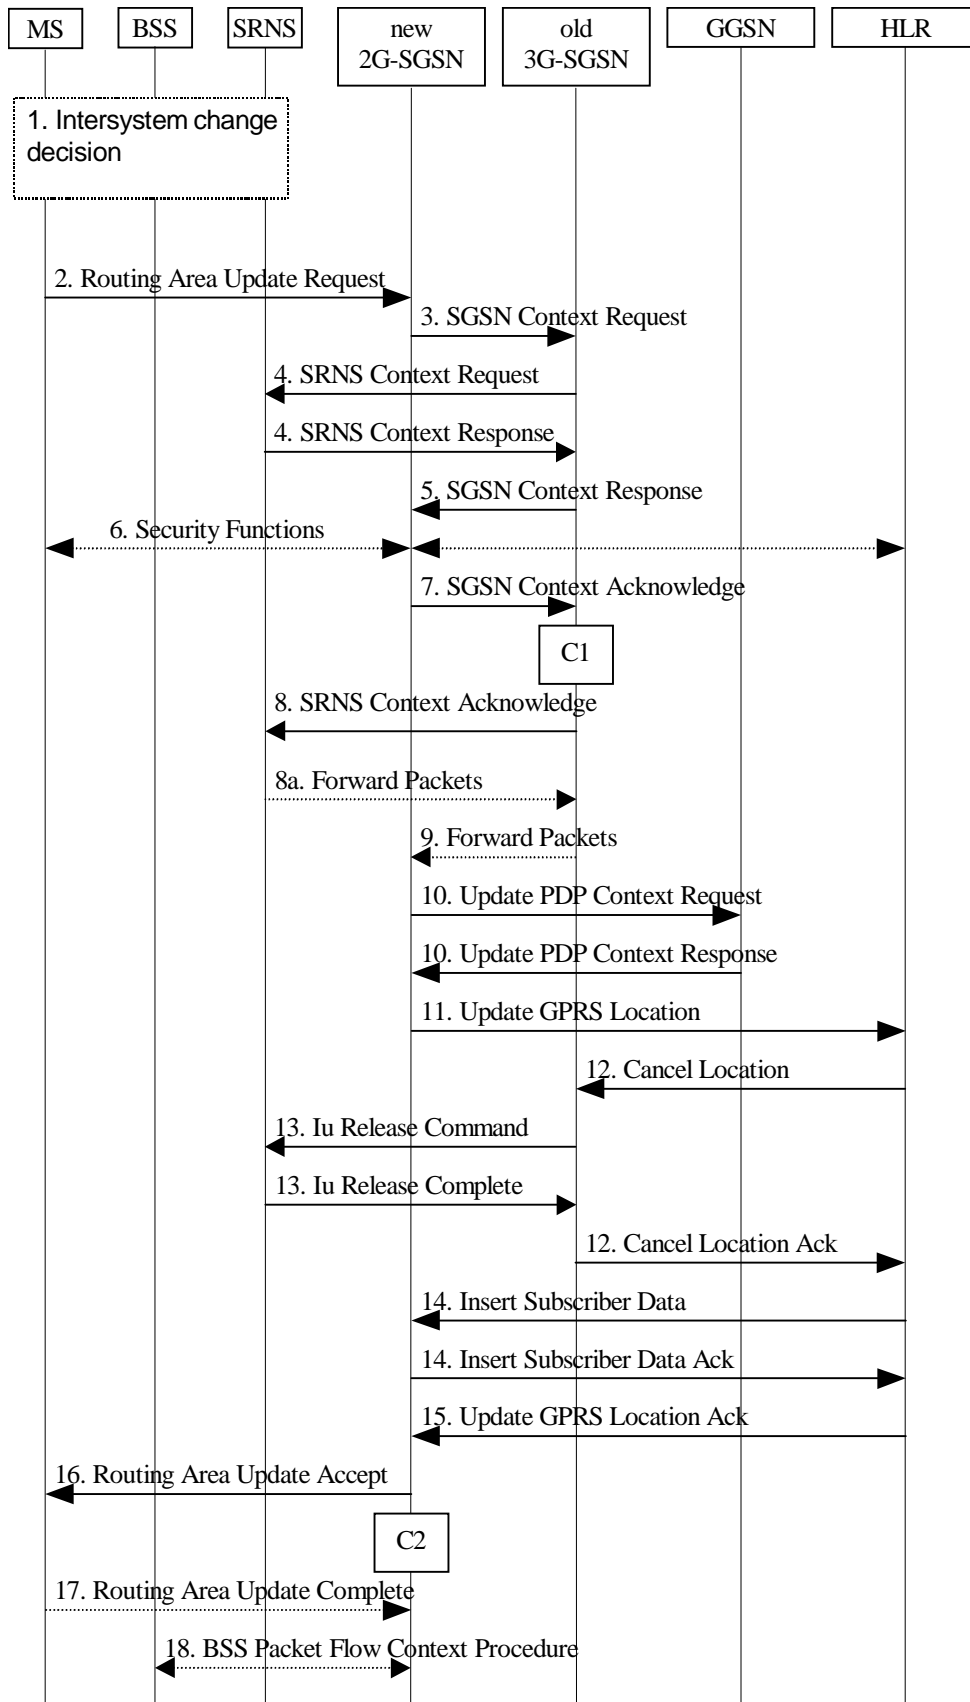 MS
BSS
SRNS
new
2G-SGSN
old
3G-SGSN
GGSN
HLR
1. Intersystem change
decision
2. Routing Area Update Request
3. SGSN Context Request
4. SRNS Context Request
4. SRNS Context Response
5. SGSN Context Response
6. Security Functions
7. SGSN Context Acknowledge
C1
8. SRNS Context Acknowledge
8a. Forward Packets
9. Forward Packets
10. Update PDP Context Request
10. Update PDP Context Response
11. Update GPRS Location
12. Cancel Location
13. Iu Release Command
13. Iu Release Complete
12. Cancel Location Ack
14. Insert Subscriber Data
14. Insert Subscriber Data Ack
15. Update GPRS Location Ack
16. Routing Area Update Accept
C2
17. Routing Area Update Complete
18. BSS Packet Flow Context Procedure